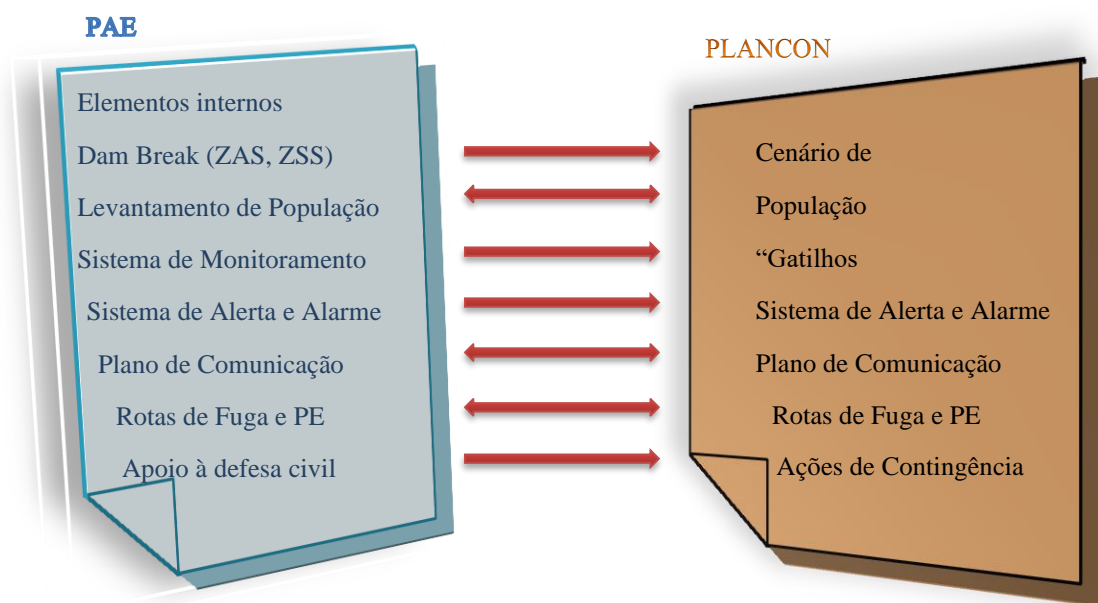 PAE
Elementos internos
Dam Break (ZAS, ZSS)
Levantamento de População
Sistema de Monitoramento
Sistema de Alerta e Alarme
Plano de Comunicação
Rotas de Fuga e PE
Apoio à defesa civil
PLANCON
Cenário de
População
“Gatilhos
Sistema de Alerta e Alarme
Plano de Comunicação
Rotas de Fuga e PE
Ações de Contingência